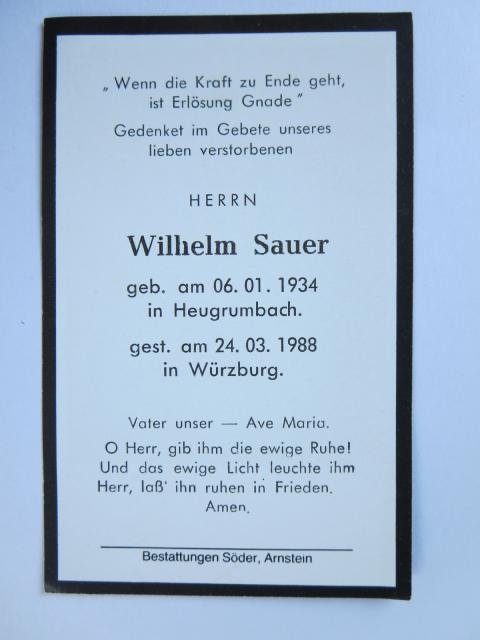 „Wenn die Kraft zu Ende geht,
ist Erlösung Gnade"
Gedenket im Gebete unseres
lieben verstorbenen
HERRN
Wilhelm Sauer
geb. am 06. 01. 1934
in Heugrumbach.
gest. am 24. 03. 1988
in Würzburg.
Vater unser — Ave Maria.
O Herr, gib ihm die ewige Ruhe!
Und das ewige Licht leuchte ihm
Herr, laß' ihn ruhen in Frieden.
Amen.
Bestattungen Söder, Arnstein